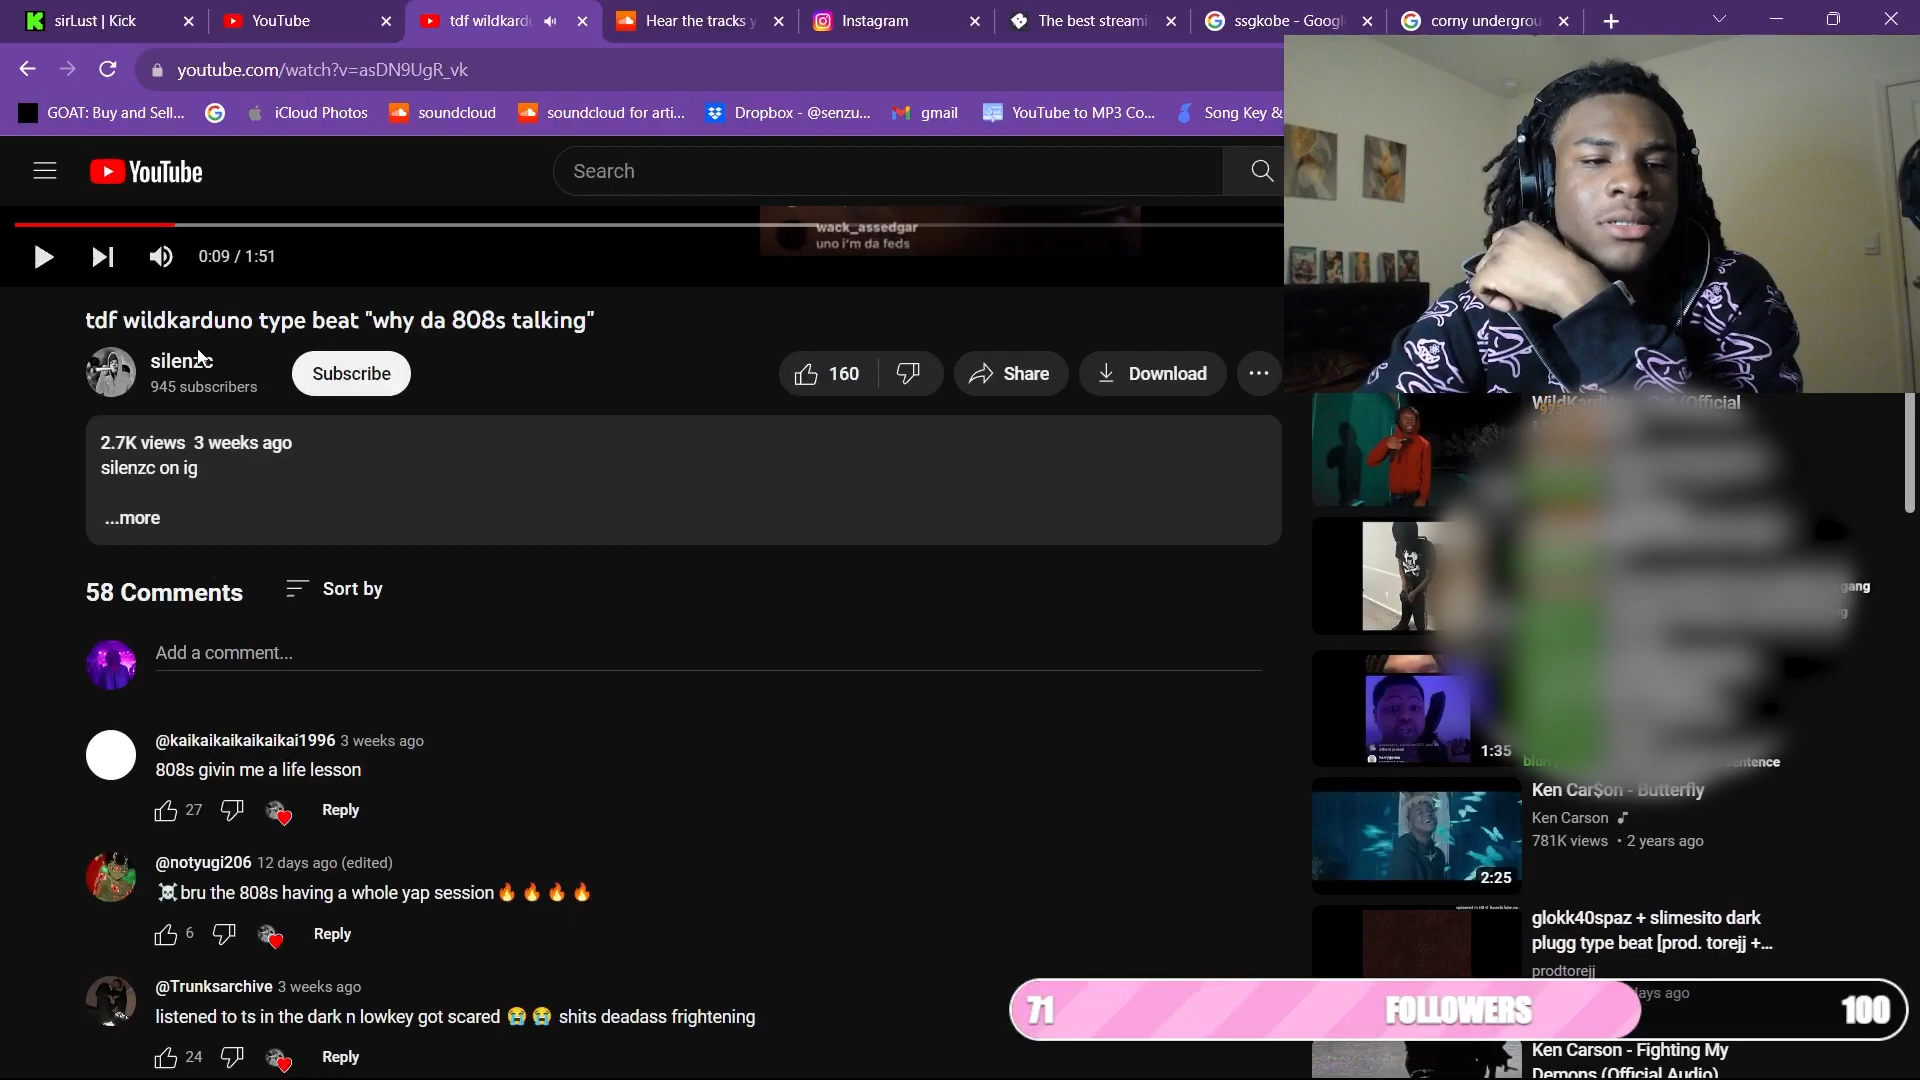 sirLust | Kick
YouTube
tdf wildkard
Hear the tracks y
Instagram
The best streami
ssgkobe - Googl
corny undergrou
youtube.com/watch?v=asDN9UgR_vk
GOAT: Buy and Sell...
iCloud Photos
soundcloud
soundcloud for arti...
Dropbox - @senzu...
gmail
YouTube to MP3 Co...
Song Key &
YouTube
Search
wack_assedgar
uno i'm da feds
0:09 / 1:51
tdf wildkarduno type beat "why da 808s talking"
silenzc
945 subscribers
Subscribe
160
Share
Download
2.7K views 3 weeks ago
silenzc on ig
...more
58 Comments
Sort by
Add a comment...
@kaikaikaikaikaikai1996 3 weeks ago
808s givin me a life lesson
27
Reply
@notyugi206 12 days ago (edited)
☠️bru the 808s having a whole yap session🔥🔥🔥🔥
6
Reply
@Trunksarchive 3 weeks ago
listened to ts in the dark n lowkey got scared 😭😭 shits deadass frightening
24
Reply
(Official
gang
1:35
sentence
Ken Car$on - Butterfly
Ken Carson
781K views • 2 years ago
2:25
glokk40spaz + slimesito dark
plugg type beat [prod. torejj +...
prodtorejj
days ago
71
FOLLOWERS
100
Ken Carson - Fighting My
Demons (Official Audio)